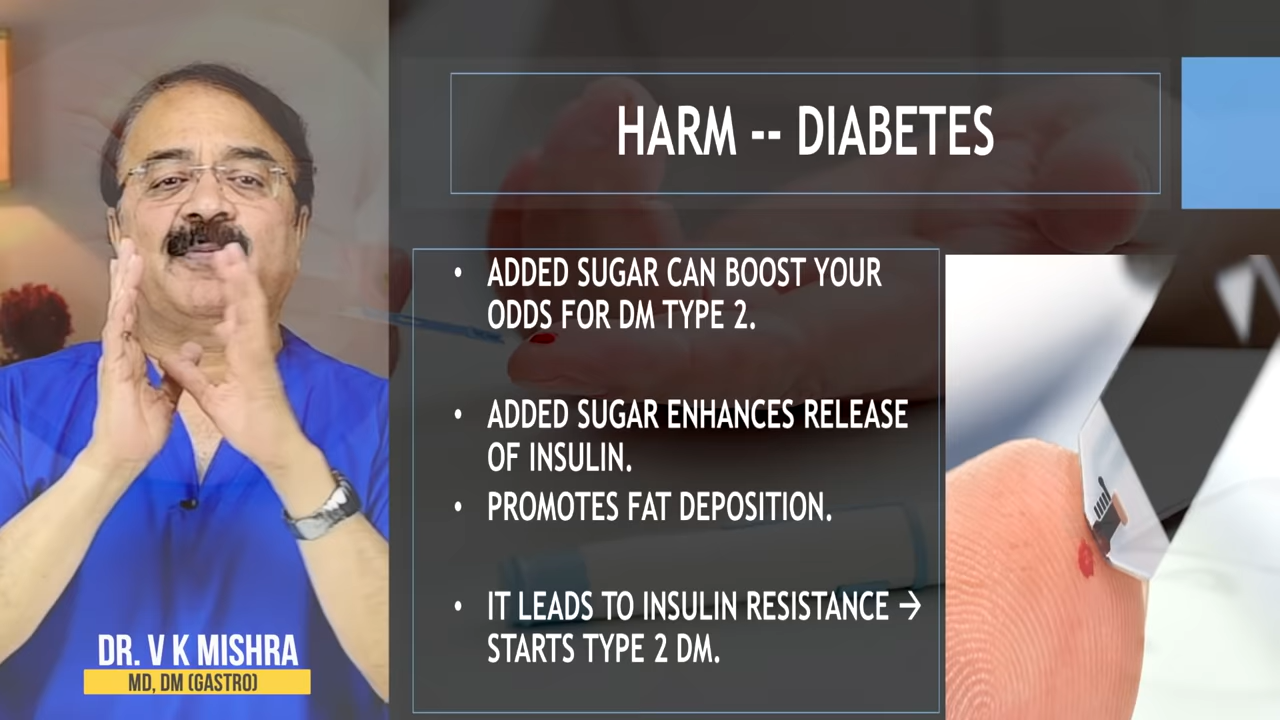 HARM -- DIABETES
• ADDED SUGAR CAN BOOST YOUR
ODDS FOR DM TYPE 2.
• ADDED SUGAR ENHANCES RELEASE
OF INSULIN.
• PROMOTES FAT DEPOSITION.
• IT LEADS TO INSULIN RESISTANCE →
STARTS TYPE 2 DM.
DR. V K MISHRA
MD, DM (GASTRO)